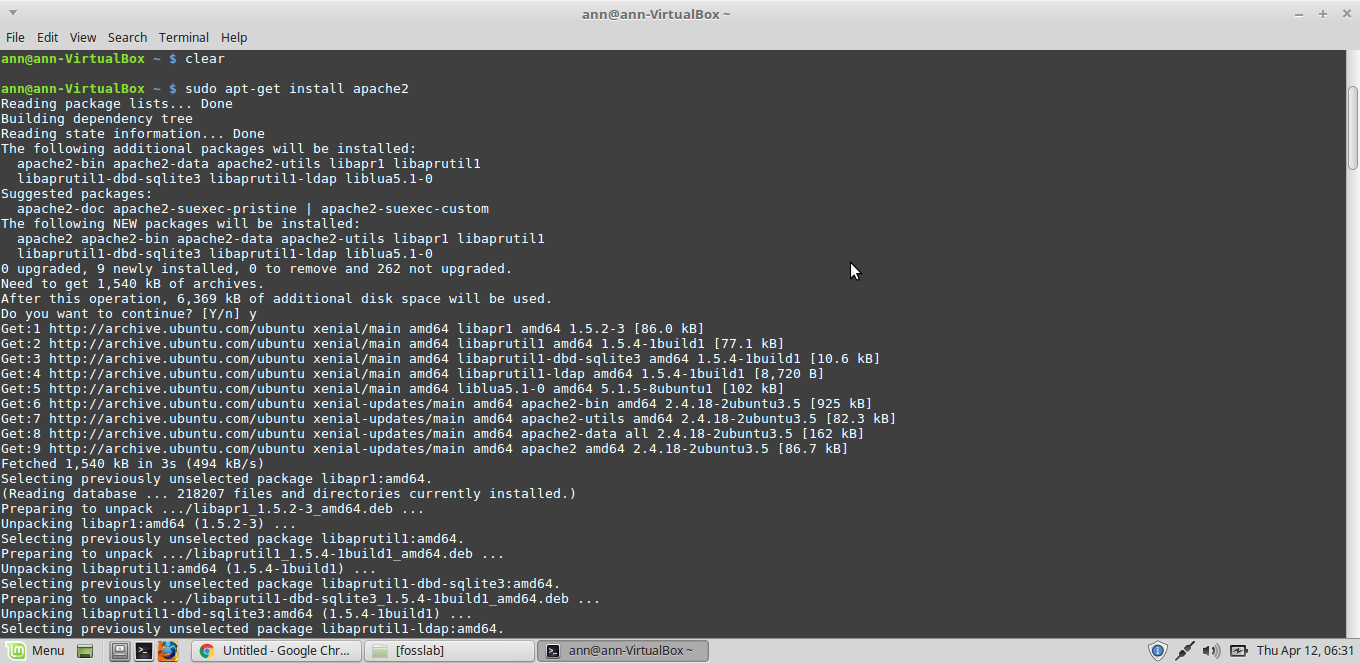 ann@ann-VirtualBox ~
File Edit View Search Terminal Help
ann@ann-VirtualBox ~ $ clear
ann@ann-VirtualBox ~ $ sudo apt-get install apache2
Reading package lists... Done
Building dependency tree
Reading state information... Done
The following additional packages will be installed:
  apache2-bin apache2-data apache2-utils libapr1 libaprutil1
  libaprutil1-dbd-sqlite3 libaprutil1-ldap liblua5.1-0
Suggested packages:
  apache2-doc apache2-suexec-pristine | apache2-suexec-custom
The following NEW packages will be installed:
  apache2 apache2-bin apache2-data apache2-utils libapr1 libaprutil1
  libaprutil1-dbd-sqlite3 libaprutil1-ldap liblua5.1-0
0 upgraded, 9 newly installed, 0 to remove and 262 not upgraded.
Need to get 1,540 kB of archives.
After this operation, 6,369 kB of additional disk space will be used.
Do you want to continue? [Y/n] y
Get:1 http://archive.ubuntu.com/ubuntu xenial/main amd64 libapr1 amd64 1.5.2-3 [86.0 kB]
Get:2 http://archive.ubuntu.com/ubuntu xenial/main amd64 libaprutil1 amd64 1.5.4-1build1 [77.1 kB]
Get:3 http://archive.ubuntu.com/ubuntu xenial/main amd64 libaprutil1-dbd-sqlite3 amd64 1.5.4-1build1 [10.6 kB]
Get:4 http://archive.ubuntu.com/ubuntu xenial/main amd64 libaprutil1-ldap amd64 1.5.4-1build1 [8,720 B]
Get:5 http://archive.ubuntu.com/ubuntu xenial/main amd64 liblua5.1-0 amd64 5.1.5-8ubuntu1 [102 kB]
Get:6 http://archive.ubuntu.com/ubuntu xenial-updates/main amd64 apache2-bin amd64 2.4.18-2ubuntu3.5 [925 kB]
Get:7 http://archive.ubuntu.com/ubuntu xenial-updates/main amd64 apache2-utils amd64 2.4.18-2ubuntu3.5 [82.3 kB]
Get:8 http://archive.ubuntu.com/ubuntu xenial-updates/main amd64 apache2-data all 2.4.18-2ubuntu3.5 [162 kB]
Get:9 http://archive.ubuntu.com/ubuntu xenial-updates/main amd64 apache2 amd64 2.4.18-2ubuntu3.5 [86.7 kB]
Fetched 1,540 kB in 3s (494 kB/s)
Selecting previously unselected package libapr1:amd64.
(Reading database ... 218207 files and directories currently installed.)
Preparing to unpack .../libapr1_1.5.2-3_amd64.deb ...
Unpacking libapr1:amd64 (1.5.2-3) ...
Selecting previously unselected package libaprutil1:amd64.
Preparing to unpack .../libaprutil1_1.5.4-1build1_amd64.deb ...
Unpacking libaprutil1:amd64 (1.5.4-1build1) ...
Selecting previously unselected package libaprutil1-dbd-sqlite3:amd64.
Preparing to unpack .../libaprutil1-dbd-sqlite3_1.5.4-1build1_amd64.deb ...
Unpacking libaprutil1-dbd-sqlite3:amd64 (1.5.4-1build1) ...
Selecting previously unselected package libaprutil1-ldap:amd64.
Menu Untitled - Google Chr... [fosslab] ann@ann-VirtualBox ~ Thu Apr 12, 06:31